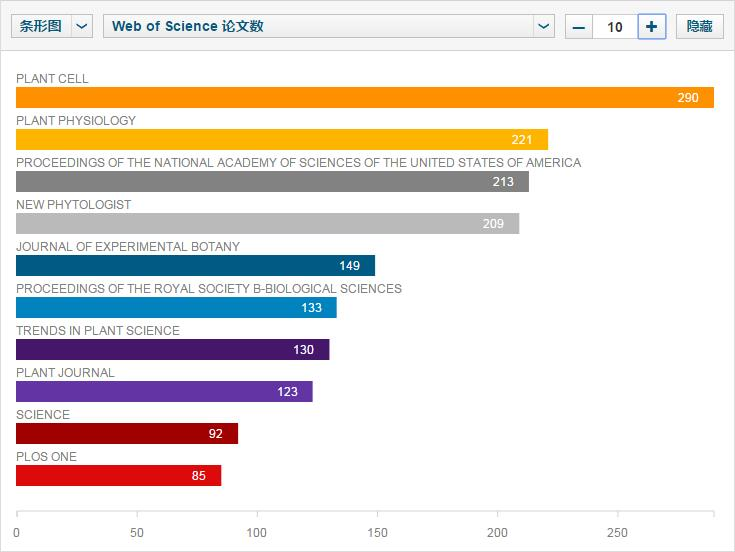 条形图 Web of Science 论文数 10 隐藏
PLANT CELL
290
PLANT PHYSIOLOGY
221
PROCEEDINGS OF THE NATIONAL ACADEMY OF SCIENCES OF THE UNITED STATES OF AMERICA
213
NEW PHYTOLOGIST
209
JOURNAL OF EXPERIMENTAL BOTANY
149
PROCEEDINGS OF THE ROYAL SOCIETY B-BIOLOGICAL SCIENCES
133
TRENDS IN PLANT SCIENCE
130
PLANT JOURNAL
123
SCIENCE
92
PLOS ONE
85
0 50 100 150 200 250